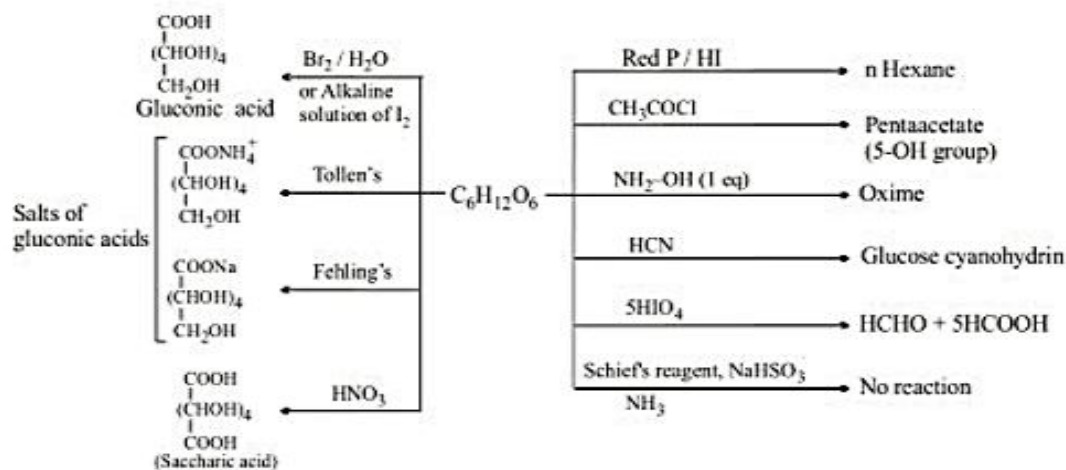 COOH
(CHOH)4
CH2OH
Gluconic acid
Br2 / H2O
or Alkaline
solution of I2
Salts of
gluconic acids
COONH4+
(CHOH)4
CH2OH
Tollen's
COONa
(CHOH)4
CH2OH
Fehling's
COOH
(CHOH)4
COOH
(Saccharic acid)
HNO3
C6H12O6
Red P / HI
n Hexane
CH3COCl
Pentaacetate
(5-OH group)
NH2–OH (1 eq)
Oxime
HCN
Glucose cyanohydrin
5HIO4
HCHO + 5HCOOH
Schief's reagent, NaHSO3
NH3
No reaction